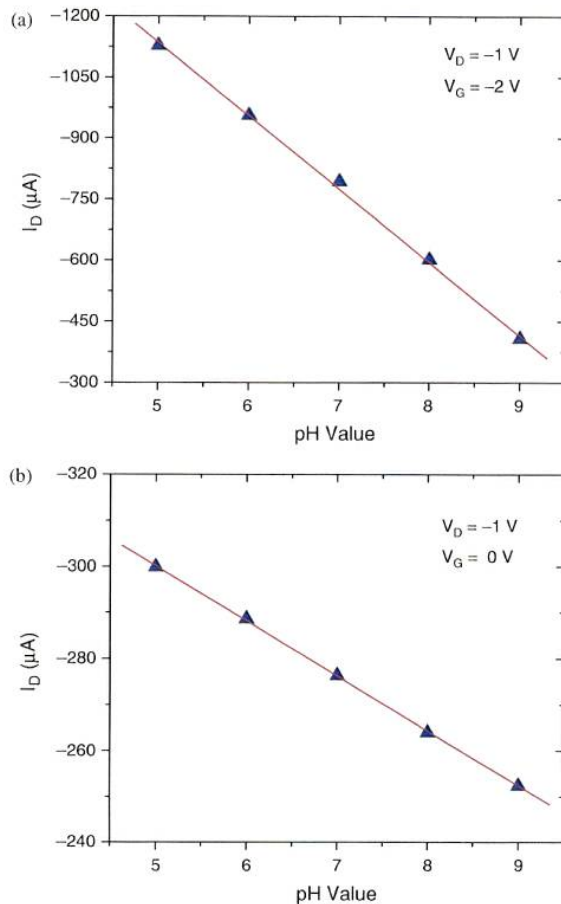 (a)
−1200
−1050
−900
−750
−600
−450
−300
I_D (μA)
V_D = −1 V
V_G = −2 V
5 6 7 8 9
pH Value
(b)
−320
−300
−280
−260
−240
I_D (μA)
V_D = −1 V
V_G = 0 V
5 6 7 8 9
pH Value